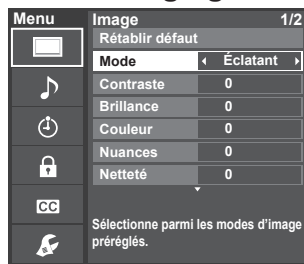 Menu
Image 1/2
Rétablir défaut
Mode Éclatant
Contraste 0
Brillance 0
Couleur 0
Nuances 0
Netteté 0
CC
Sélectionne parmi les modes d'image
préréglés.